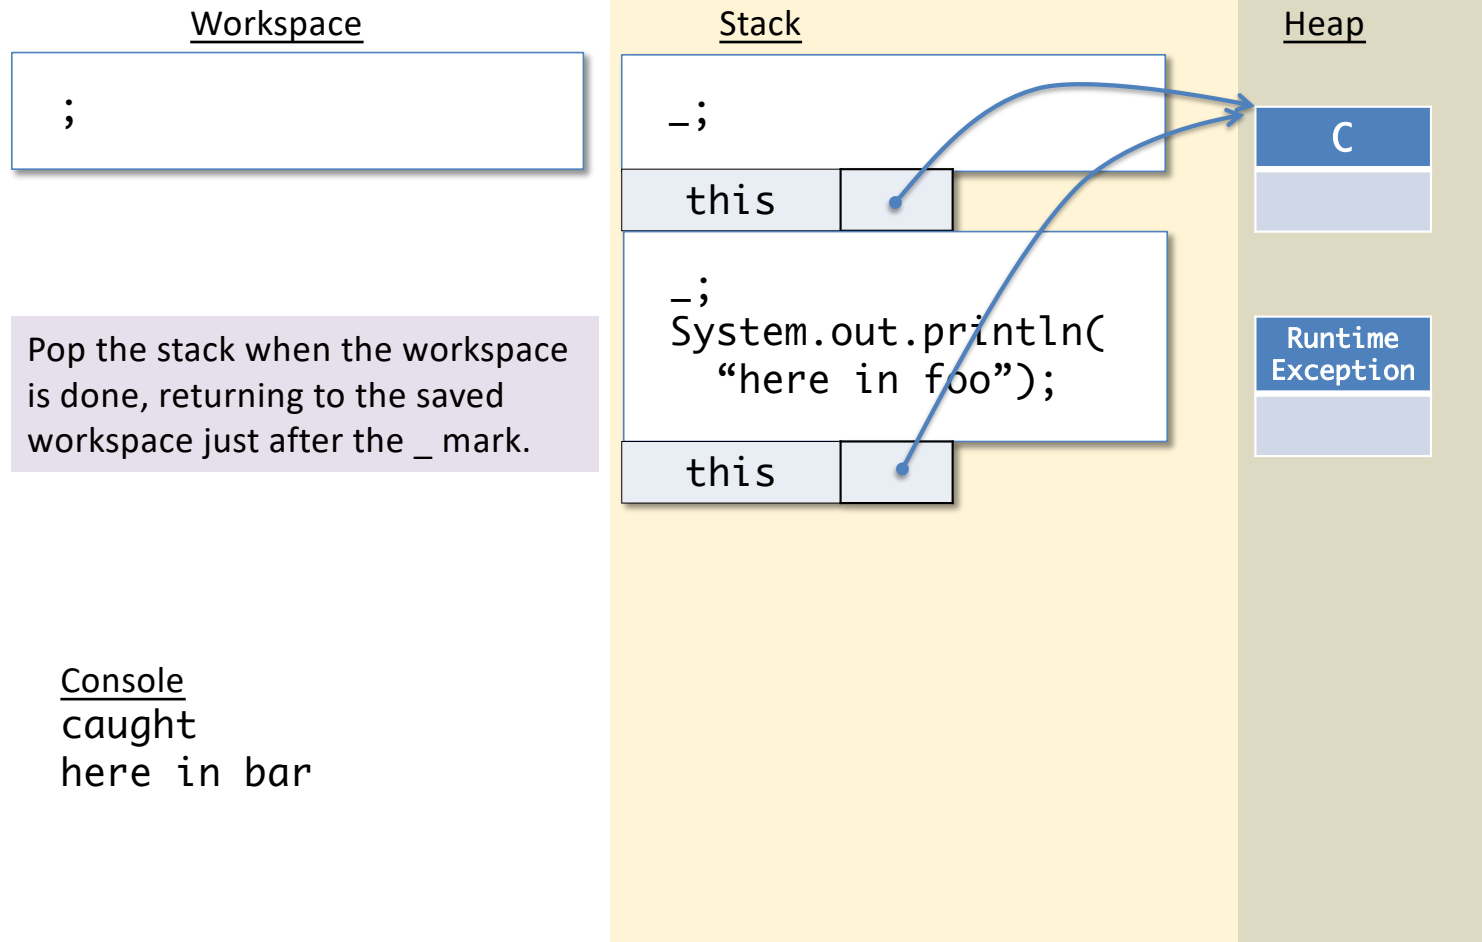 Workspace
;
Pop the stack when the workspace
is done, returning to the saved
workspace just after the _ mark.
Console
caught
here in bar
Stack
_;
this
_;
System.out.println(
“here in foo”);
this
Heap
C
Runtime
Exception